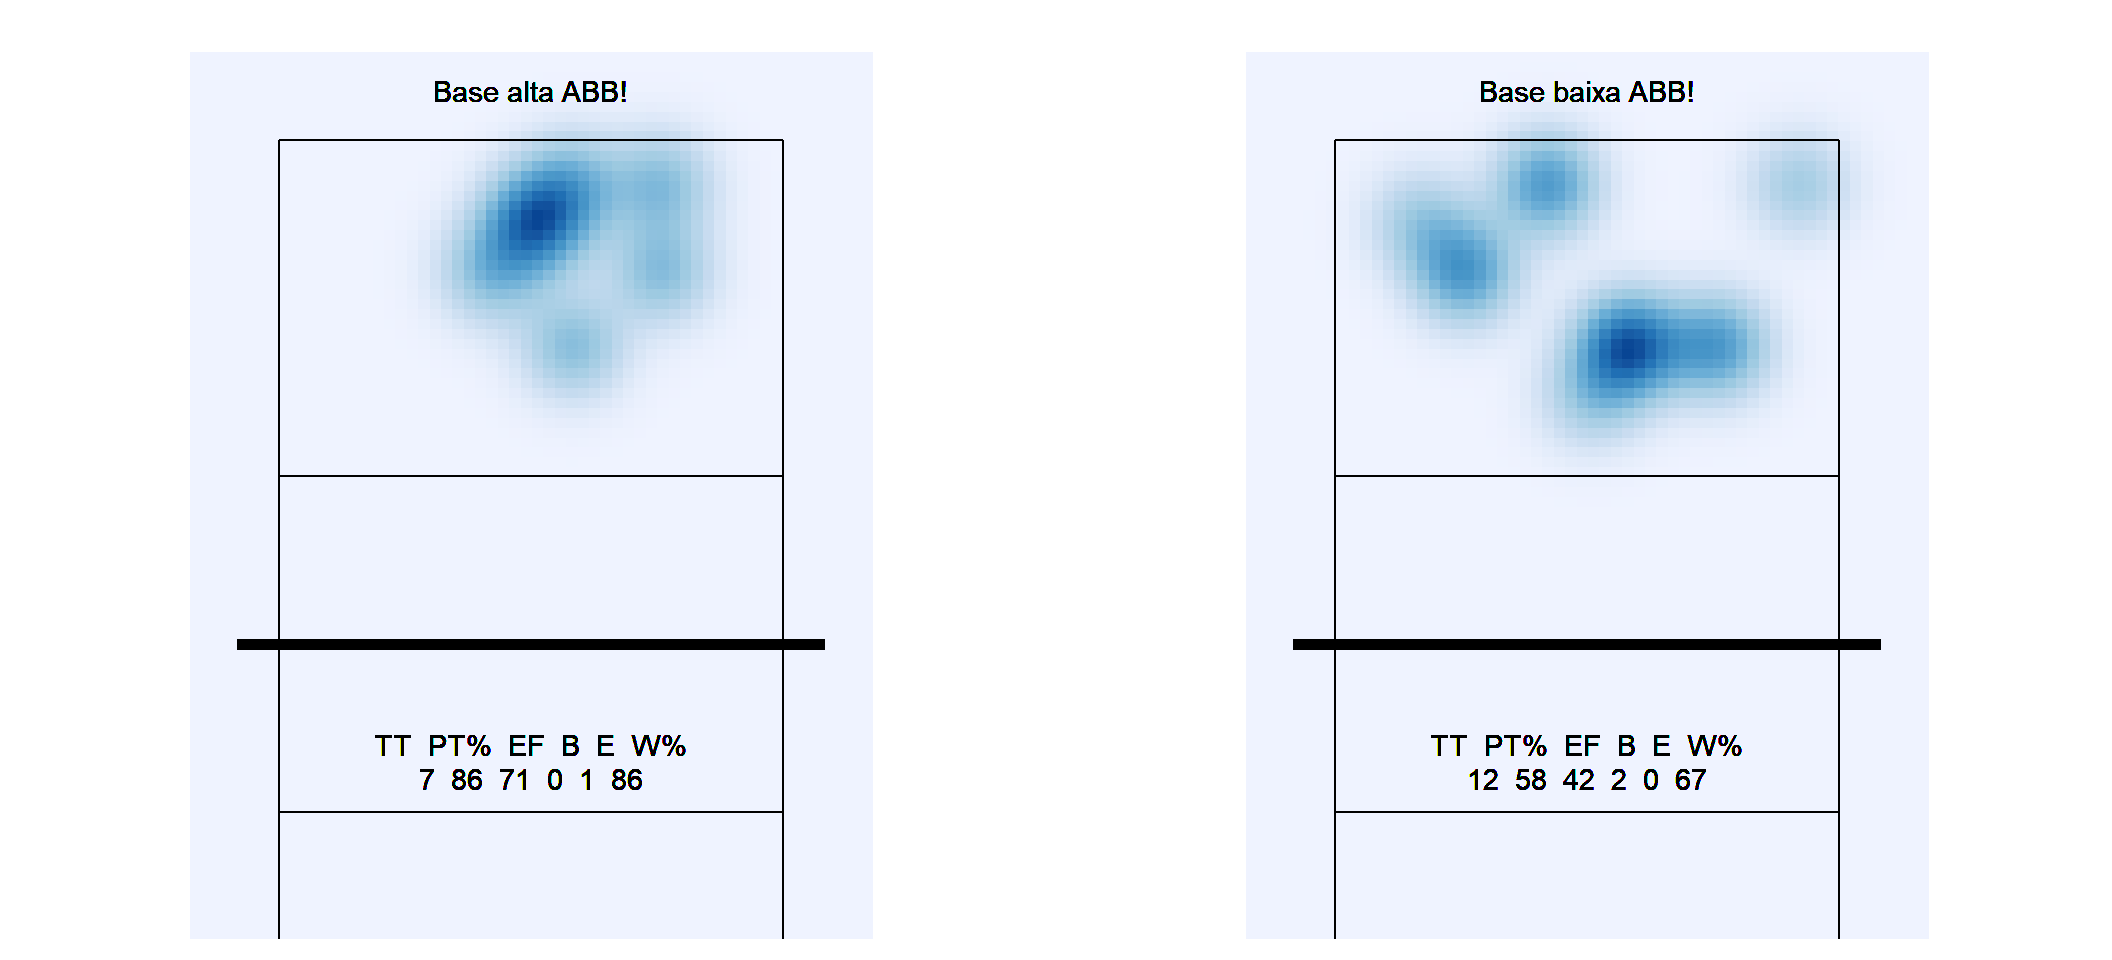 Base alta ABB!
TT PT% EF B E W%
7 86 71 0 1 86
Base baixa ABB!
TT PT% EF B E W%
12 58 42 2 0 67